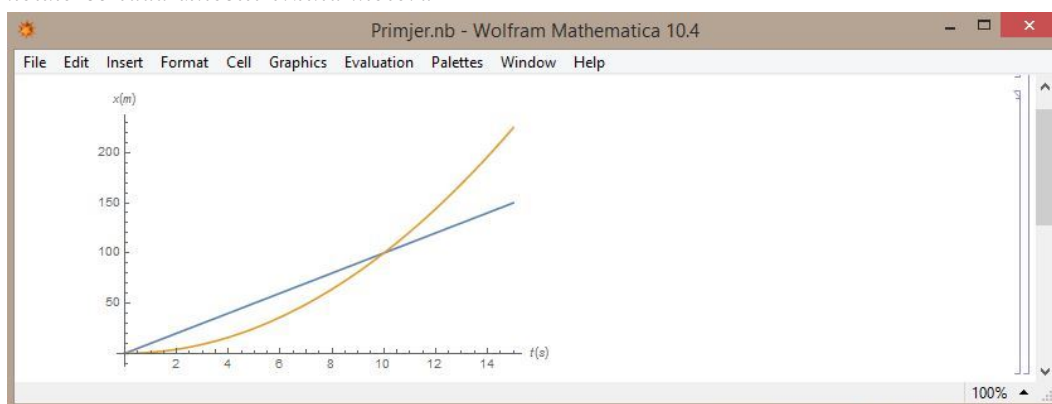 Primjer.nb - Wolfram Mathematica 10.4
File Edit Insert Format Cell Graphics Evaluation Palettes Window Help
x(m)
200
150
100
50
2 4 6 8 10 12 14 t(s)
100%